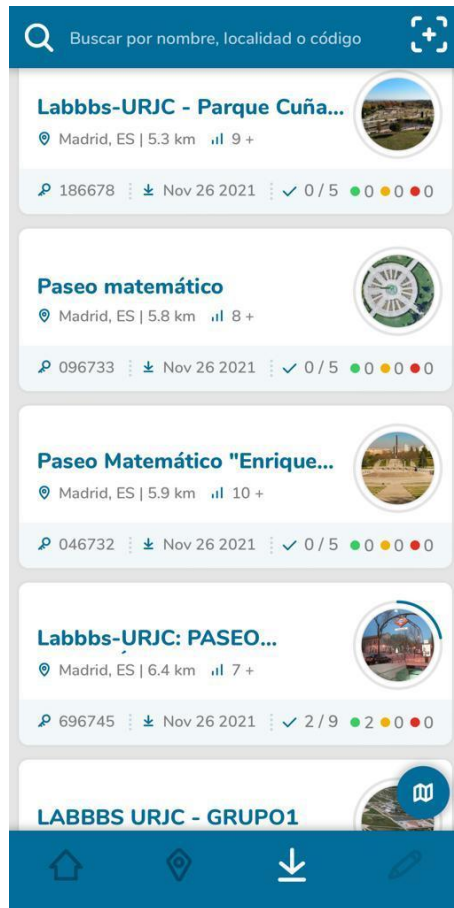 Buscar por nombre, localidad o código
Labbbs-URJC - Parque Cuña...
Madrid, ES | 5.3 km 9 +
186678 Nov 26 2021 0 / 5 0 0 0
Paseo matemático
Madrid, ES | 5.8 km 8 +
096733 Nov 26 2021 0 / 5 0 0 0
Paseo Matemático "Enrique...
Madrid, ES | 5.9 km 10 +
046732 Nov 26 2021 0 / 5 0 0 0
Labbbs-URJC: PASEO...
Madrid, ES | 6.4 km 7 +
696745 Nov 26 2021 2 / 9 2 0 0
LABBBS URJC - GRUPO1